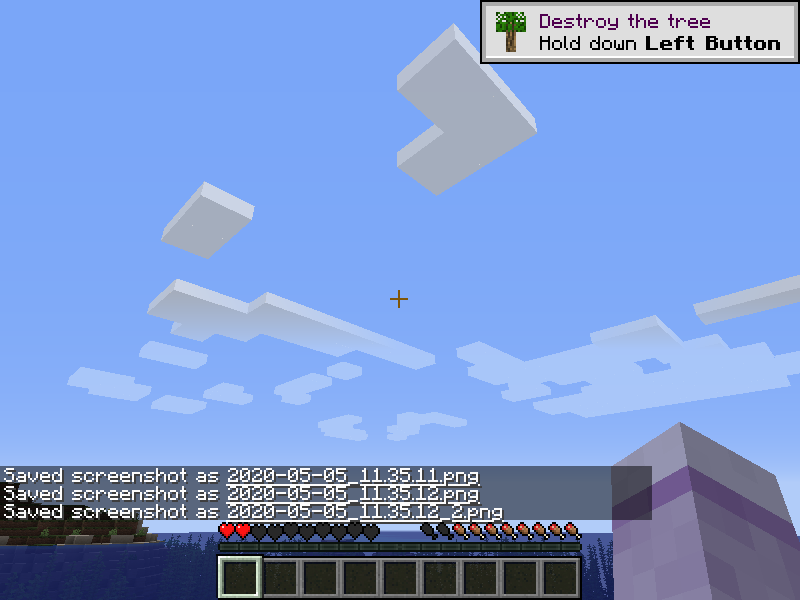 Destroy the tree
Hold down Left Button
Saved screenshot as 2020-05-05_11.35.11.png
Saved screenshot as 2020-05-05_11.35.12.png
Saved screenshot as 2020-05-05_11.35.12_2.png